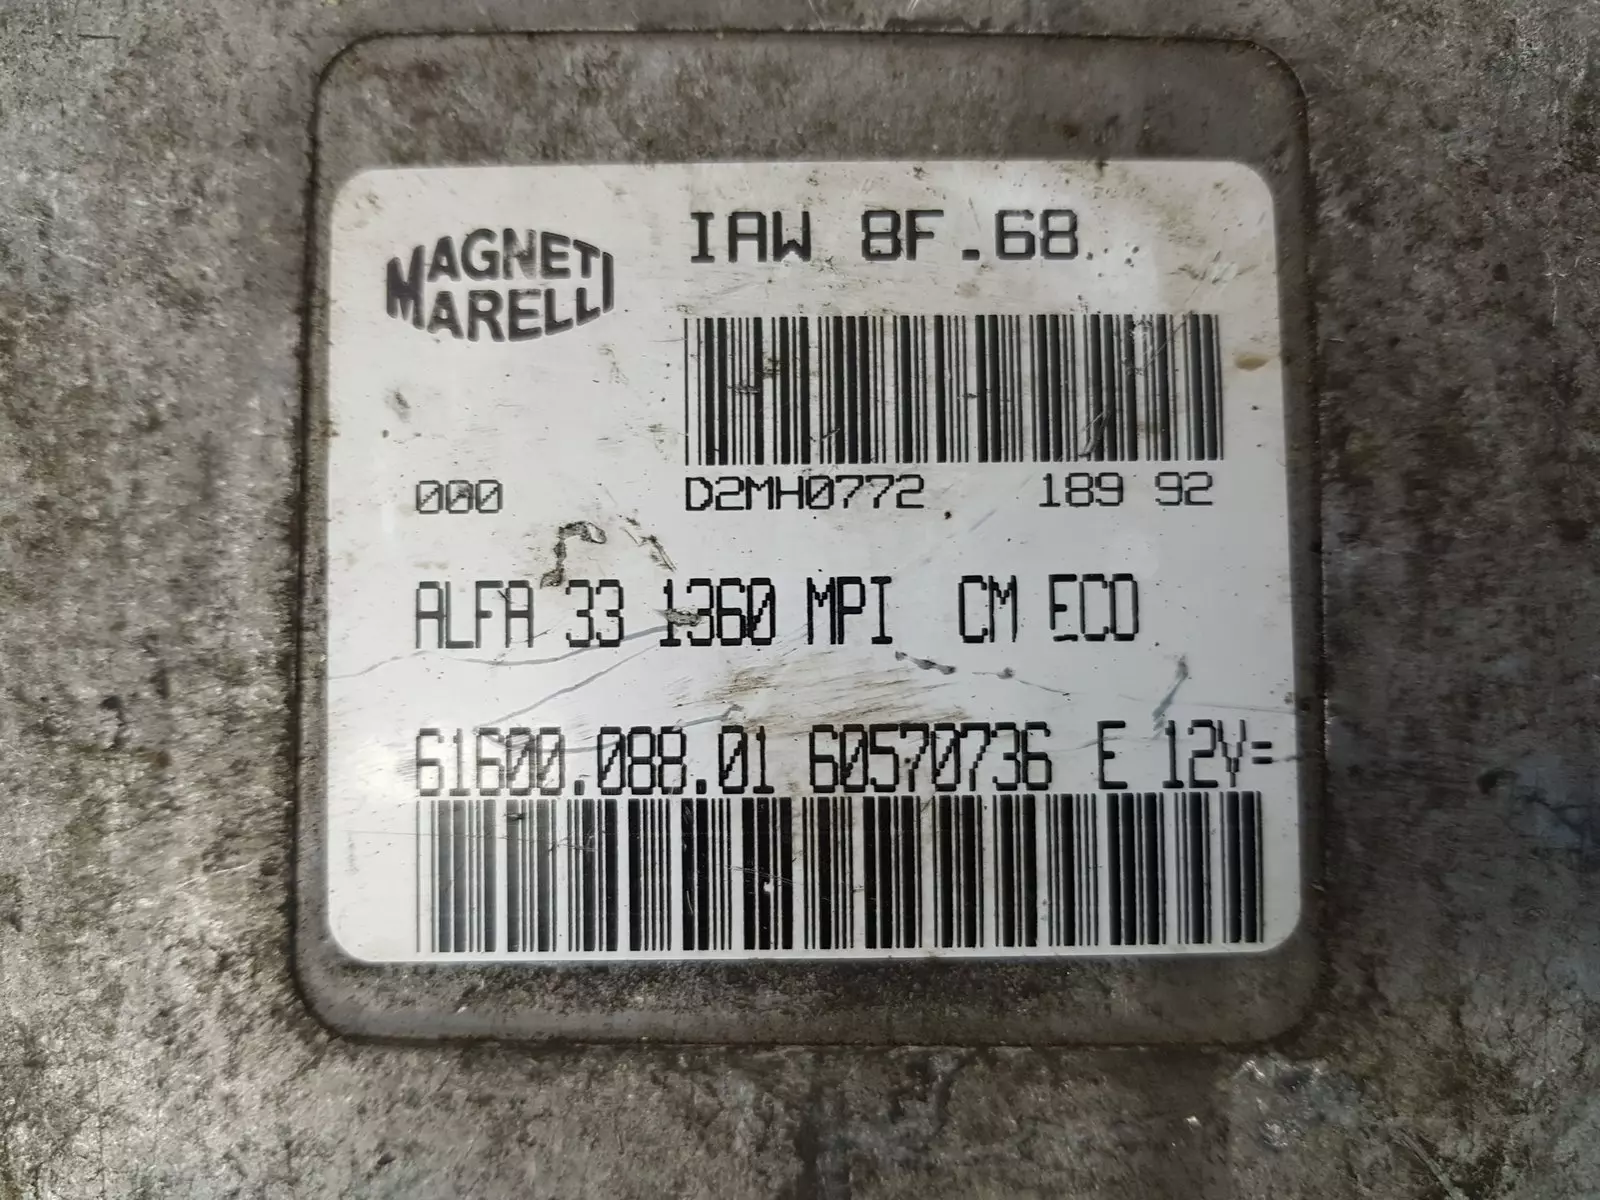 MAGNETI
MARELLI
IAW 8F.68
000 D2MH0772 189 92
ALFA 33 1360 MPI CM ECO
61600.088.01 60570736 E 12V=